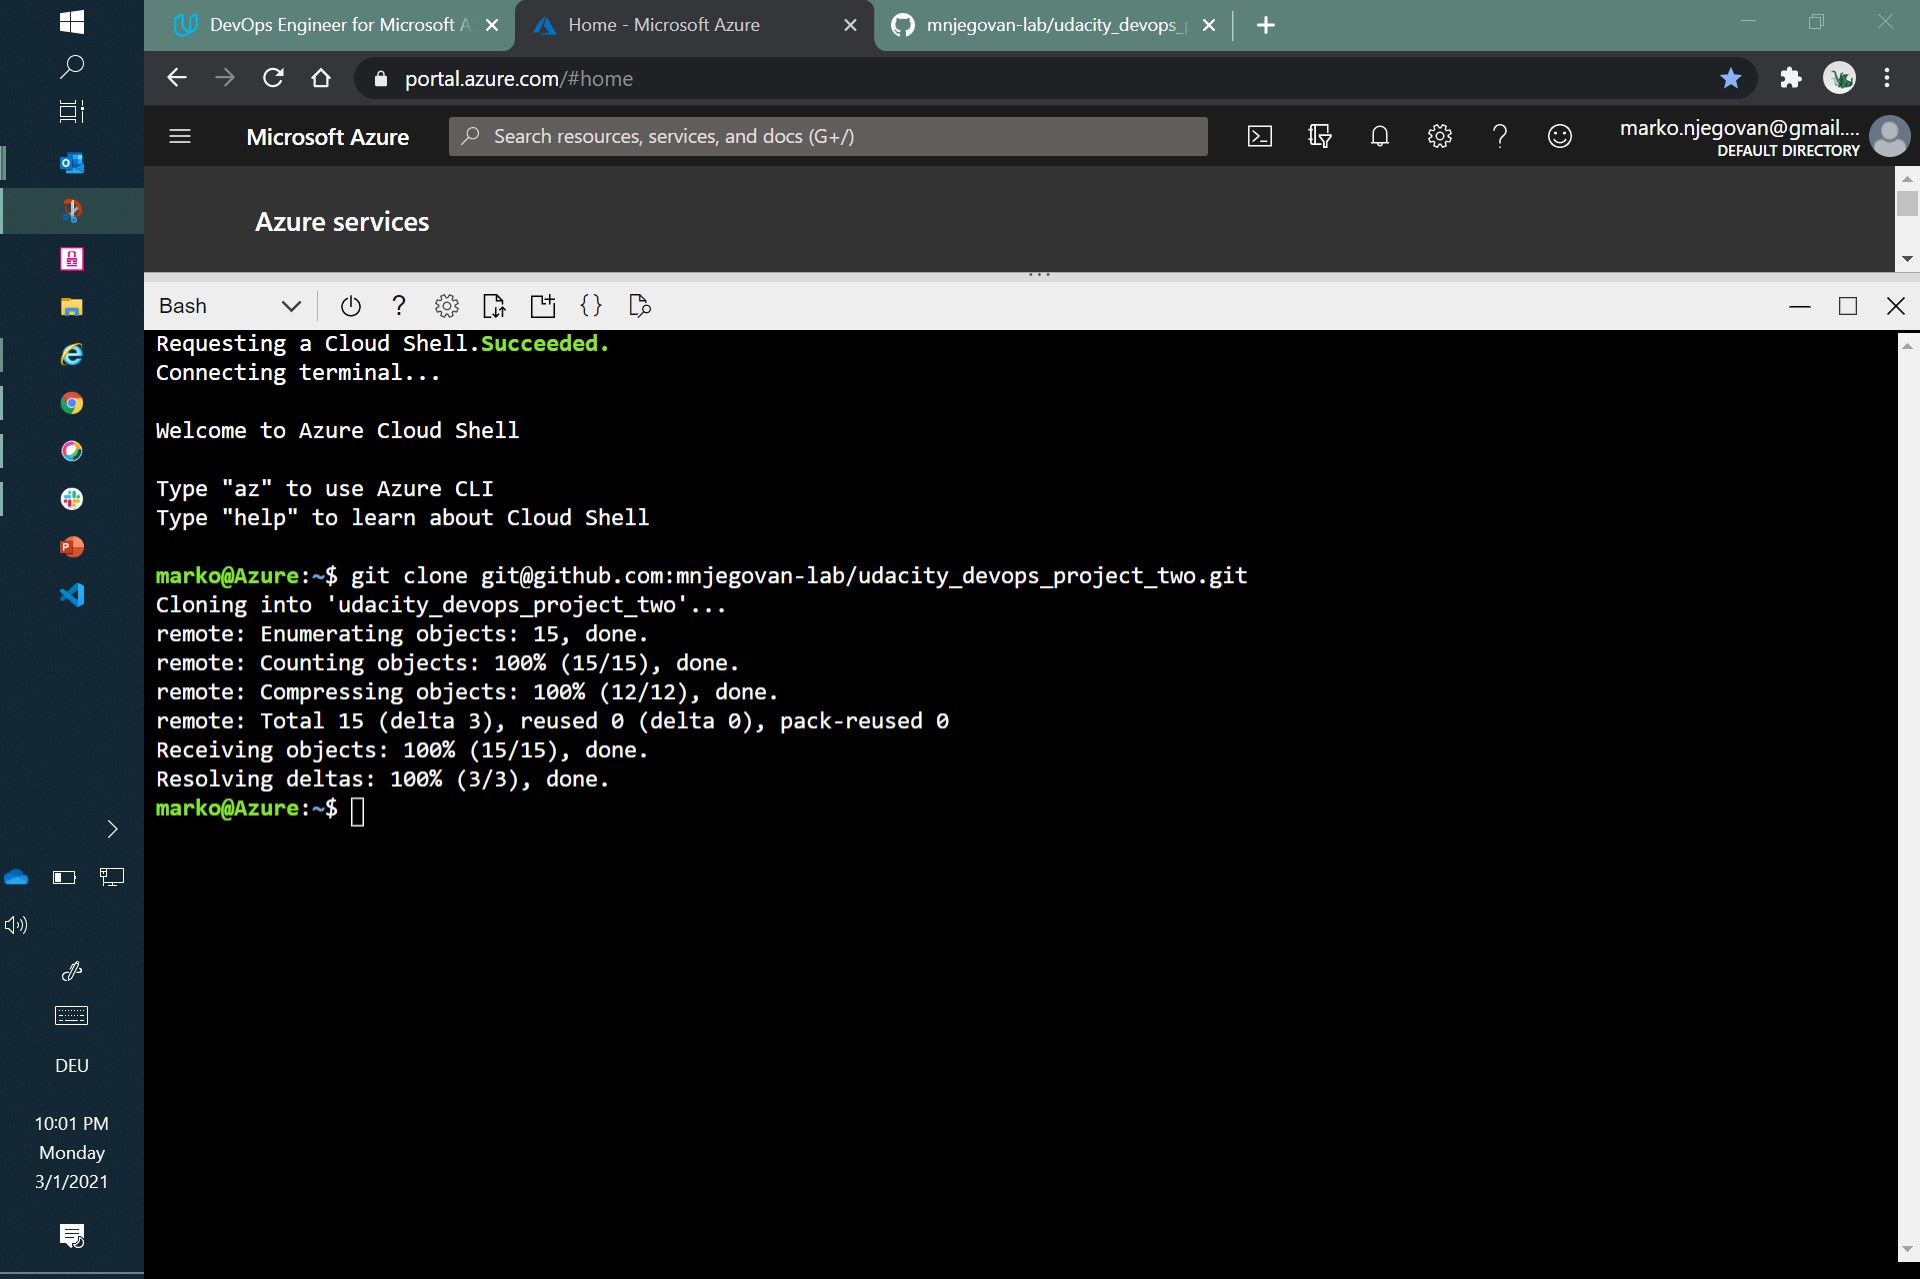 DevOps Engineer for Microsoft A
Home - Microsoft Azure
mnjegovan-lab/udacity_devops_
portal.azure.com/#home
Microsoft Azure
Search resources, services, and docs (G+/)
marko.njegovan@gmail....
DEFAULT DIRECTORY
Azure services
Bash
Requesting a Cloud Shell.Succeeded.
Connecting terminal...
Welcome to Azure Cloud Shell
Type "az" to use Azure CLI
Type "help" to learn about Cloud Shell
marko@Azure:~$ git clone git@github.com:mnjegovan-lab/udacity_devops_project_two.git
Cloning into 'udacity_devops_project_two'...
remote: Enumerating objects: 15, done.
remote: Counting objects: 100% (15/15), done.
remote: Compressing objects: 100% (12/12), done.
remote: Total 15 (delta 3), reused 0 (delta 0), pack-reused 0
Receiving objects: 100% (15/15), done.
Resolving deltas: 100% (3/3), done.
marko@Azure:~$
DEU
10:01 PM
Monday
3/1/2021